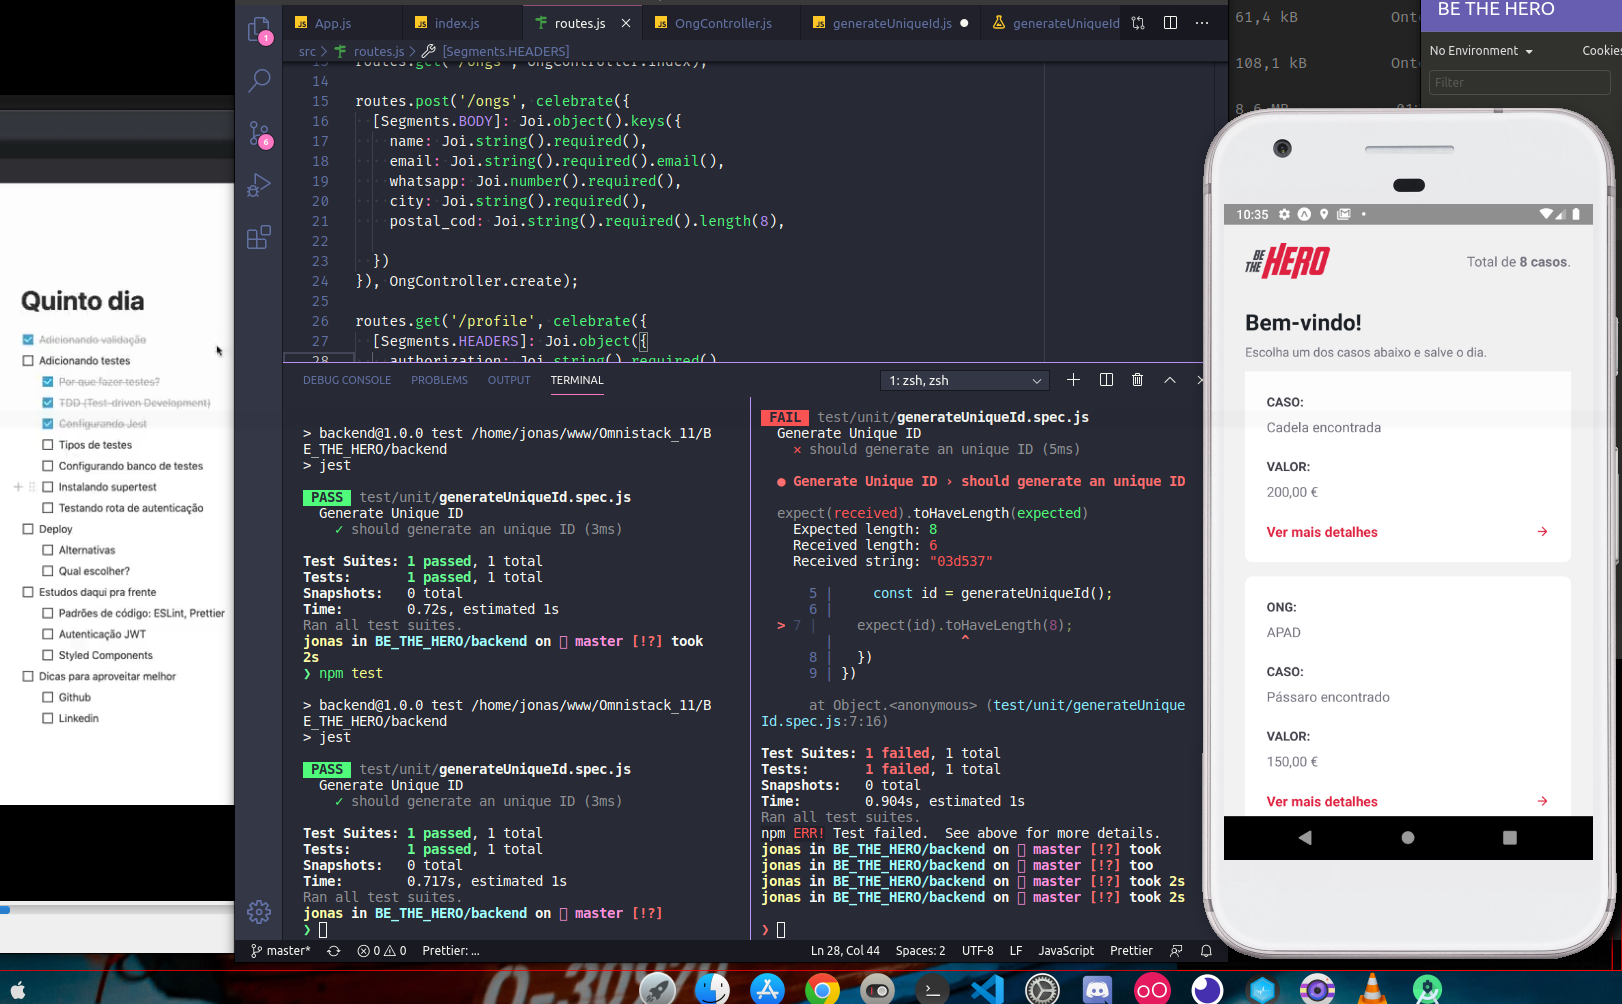 Quinto dia
Adicionando validação
Adicionando testes
Por que fazer testes?
TDD (Test-driven Development)
Configurando Jest
Tipos de testes
Configurando banco de testes
Instalando supertest
Testando rota de autenticação
Deploy
Alternativas
Qual escolher?
Estudos daqui pra frente
Padrões de código: ESLint, Prettier
Autenticação JWT
Styled Components
Dicas para aproveitar melhor
Github
Linkedin
1
6
JS App.js
JS index.js
routes.js
JS OngController.js
JS generateUniqueId.js
generateUniqueId
src > routes.js > [Segments.HEADERS]
13 routes.get('/ongs', OngController.index);
14
15 routes.post('/ongs', celebrate({
16 [Segments.BODY]: Joi.object().keys({
17 name: Joi.string().required(),
18 email: Joi.string().required().email(),
19 whatsapp: Joi.number().required(),
20 city: Joi.string().required(),
21 postal_cod: Joi.string().required().length(8),
22
23 })
24 }), OngController.create);
25
26 routes.get('/profile', celebrate({
27 [Segments.HEADERS]: Joi.object({
28 authorization: Joi.string().required()
DEBUG CONSOLE
PROBLEMS
OUTPUT
TERMINAL
1: zsh, zsh
> backend@1.0.0 test /home/jonas/www/Omnistack_11/B
E_THE_HERO/backend
> jest
PASS test/unit/generateUniqueId.spec.js
Generate Unique ID
✓ should generate an unique ID (3ms)
Test Suites: 1 passed, 1 total
Tests: 1 passed, 1 total
Snapshots: 0 total
Time: 0.72s, estimated 1s
Ran all test suites.
jonas in BE_THE_HERO/backend on master [!?] took
2s
❯ npm test
> backend@1.0.0 test /home/jonas/www/Omnistack_11/B
E_THE_HERO/backend
> jest
PASS test/unit/generateUniqueId.spec.js
Generate Unique ID
✓ should generate an unique ID (3ms)
Test Suites: 1 passed, 1 total
Tests: 1 passed, 1 total
Snapshots: 0 total
Time: 0.717s, estimated 1s
Ran all test suites.
jonas in BE_THE_HERO/backend on master [!?]
❯
FAIL test/unit/generateUniqueId.spec.js
Generate Unique ID
✕ should generate an unique ID (5ms)
● Generate Unique ID › should generate an unique ID
expect(received).toHaveLength(expected)
Expected length: 8
Received length: 6
Received string: "03d537"
5 | const id = generateUniqueId();
6 |
> 7 | expect(id).toHaveLength(8);
| ^
8 | })
9 | })
at Object.<anonymous> (test/unit/generateUnique
Id.spec.js:7:16)
Test Suites: 1 failed, 1 total
Tests: 1 failed, 1 total
Snapshots: 0 total
Time: 0.904s, estimated 1s
Ran all test suites.
npm ERR! Test failed. See above for more details.
jonas in BE_THE_HERO/backend on master [!?] took
jonas in BE_THE_HERO/backend on master [!?] too
jonas in BE_THE_HERO/backend on master [!?] took 2s
jonas in BE_THE_HERO/backend on master [!?] took 2s
❯
master*
0 0
Prettier: ...
Ln 28, Col 44
Spaces: 2
UTF-8
LF
JavaScript
Prettier
61,4 kB Ont
108,1 kB Ont
BE THE HERO
No Environment
Cookies
Filter
10:35
BE THE HERO
Total de 8 casos.
Bem-vindo!
Escolha um dos casos abaixo e salve o dia.
CASO:
Cadela encontrada
VALOR:
200,00 €
Ver mais detalhes
ONG:
APAD
CASO:
Pássaro encontrado
VALOR:
150,00 €
Ver mais detalhes